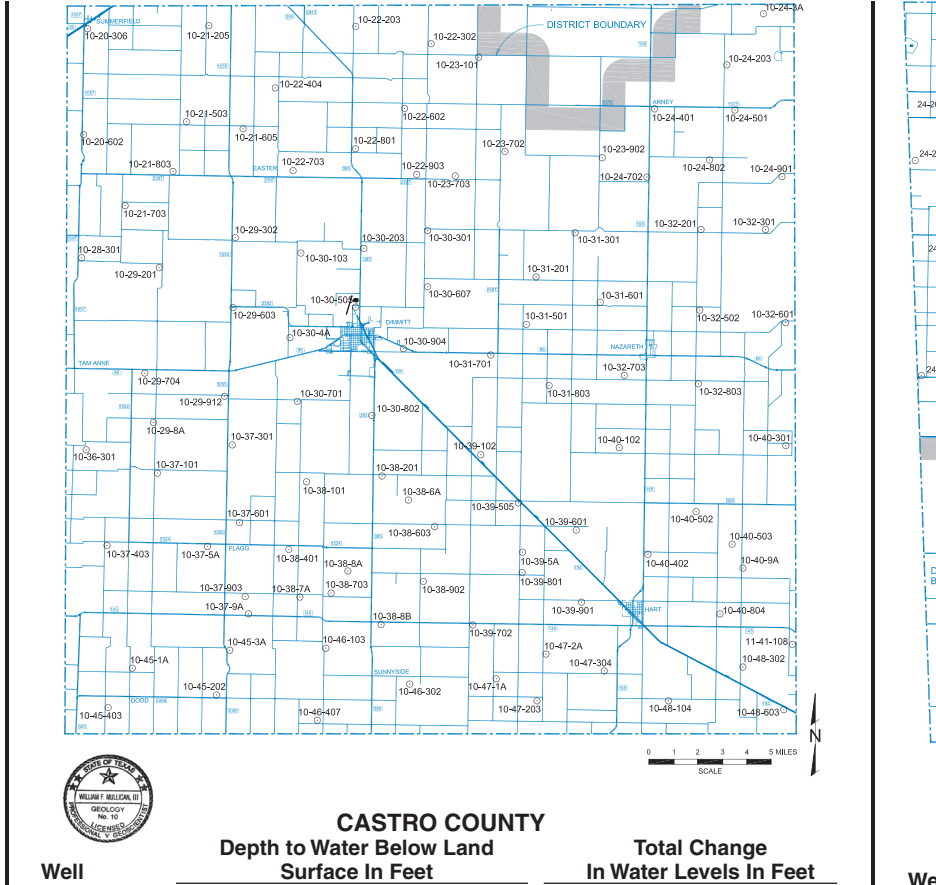 10-24-3A
SUMMERFIELD
10-22-203
10-20-306
10-21-205
DISTRICT BOUNDARY
10-22-302
10-23-101
10-24-203
10-22-404
ARNEY
10-21-503
10-22-602
10-24-401
10-24-501
10-21-605
10-20-602
10-22-801
10-23-702
10-23-902
10-21-803
10-22-703
EASTER
10-22-903
10-24-802
10-24-901
10-23-703
10-24-702
10-21-703
10-32-201
10-32-301
10-29-302
10-30-203
10-30-301
10-31-301
10-28-301
10-30-103
10-29-201
10-31-201
10-30-607
10-30-505
10-31-601
10-29-603
10-32-502
10-32-601
DIMMITT
10-31-501
10-30-4A
10-30-904
NAZARETH
TAM ANNE
10-31-701
10-32-703
10-29-704
10-29-912
10-30-701
10-31-803
10-32-803
10-30-802
10-29-8A
10-37-301
10-39-102
10-40-102
10-40-301
10-36-301
10-37-101
10-38-201
10-38-101
10-38-6A
10-39-505
10-37-601
10-40-502
10-39-601
10-38-603
10-40-503
FLAGG
10-37-403
10-37-5A
10-38-401
10-38-8A
10-39-5A
10-40-402
10-40-9A
10-39-801
10-37-903
10-38-7A
10-38-703
10-38-902
10-37-9A
10-39-901
HART
10-40-804
10-38-8B
10-39-702
10-45-3A
10-46-103
10-47-2A
11-41-108
10-45-1A
10-47-304
10-48-302
SUNNYSIDE
10-45-202
10-46-302
10-47-1A
DODD
10-45-403
10-46-407
10-47-203
10-48-104
10-48-603
N
0 1 2 3 4 5 MILES
SCALE
STATE OF TEXAS
WILLIAM F. MULLICAN, III
GEOLOGY
No. 10
LICENSED
PROFESSIONAL GEOSCIENTIST
CASTRO COUNTY
Depth to Water Below Land
Surface In Feet
Total Change
In Water Levels In Feet
Well